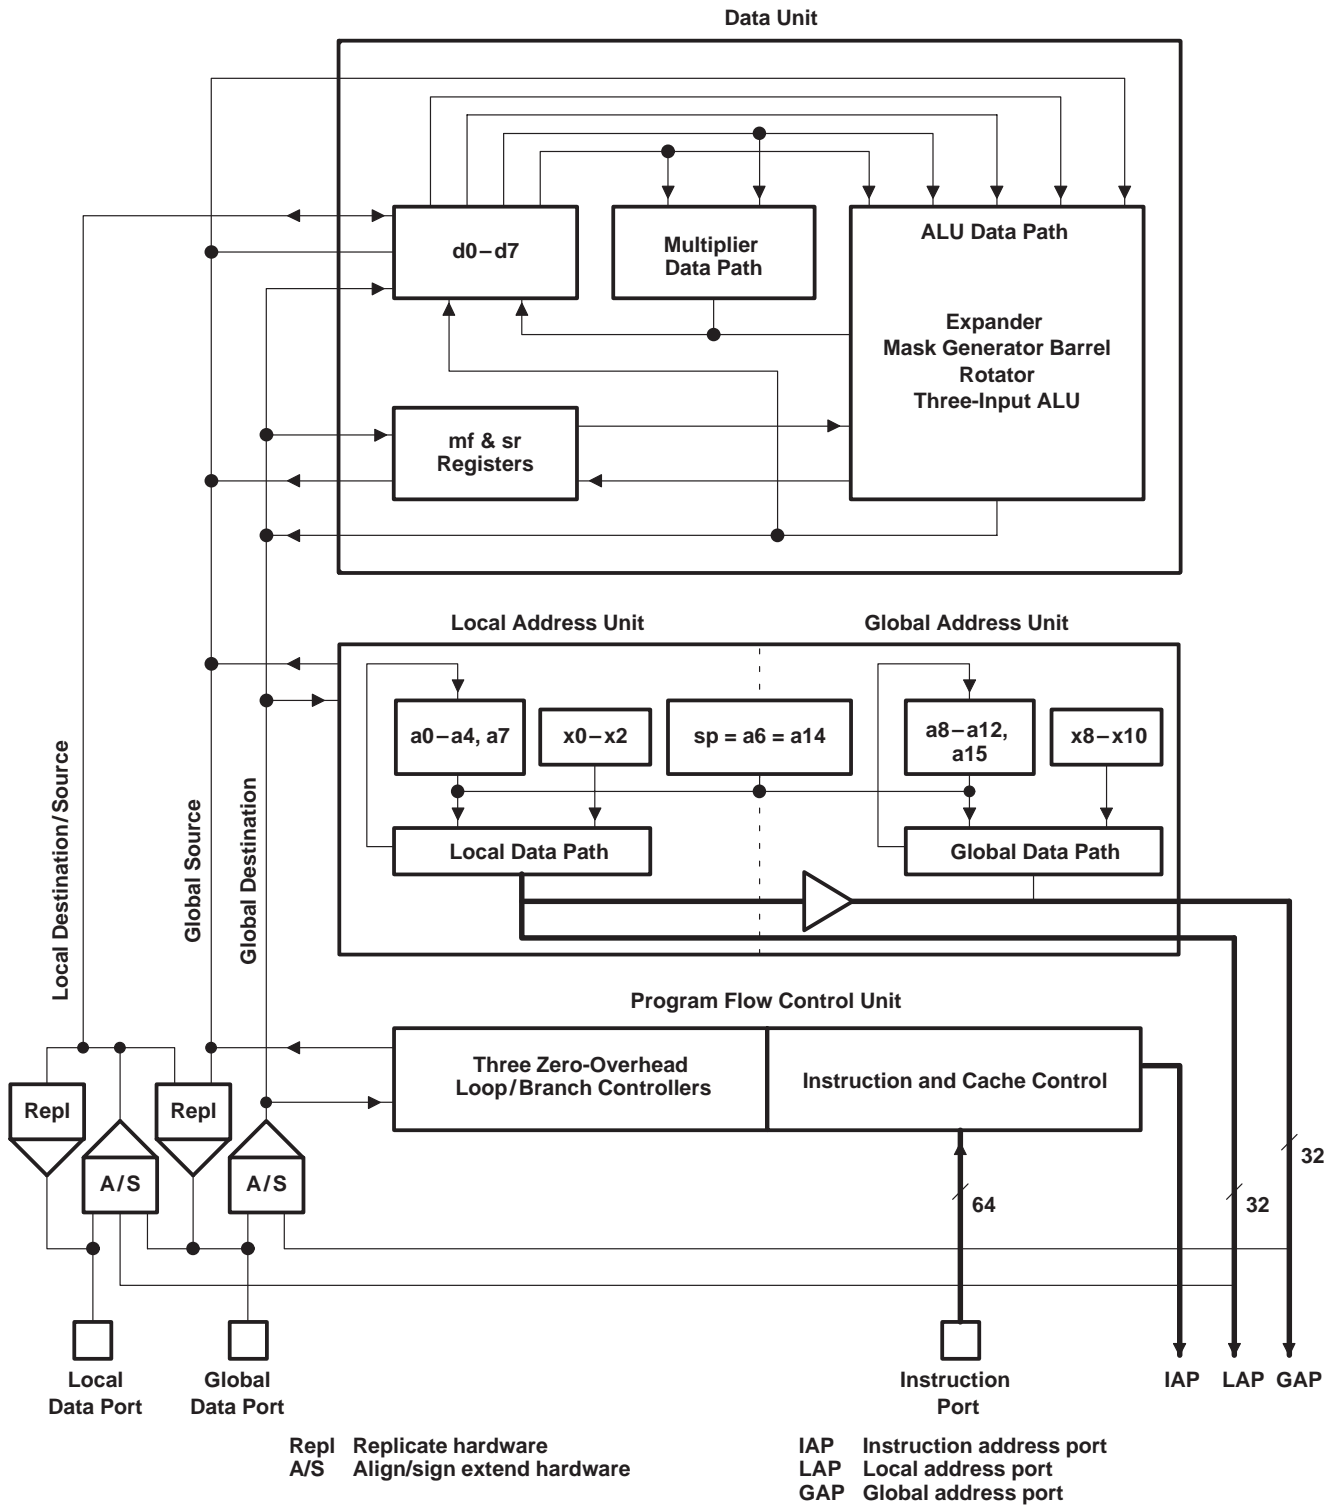 Data Unit
d0–d7
Multiplier
Data Path
ALU Data Path
Expander
Mask Generator Barrel
Rotator
Three-Input ALU
mf & sr
Registers
Local Address Unit
Global Address Unit
a0–a4, a7
x0–x2
sp = a6 = a14
a8–a12,
a15
x8–x10
Local Data Path
Global Data Path
Local Destination/Source
Global Source
Global Destination
Program Flow Control Unit
Three Zero-Overhead
Loop/Branch Controllers
Instruction and Cache Control
Repl
Repl
A/S
A/S
64
32
32
Local
Data Port
Global
Data Port
Instruction
Port
IAP
LAP
GAP
Repl Replicate hardware
A/S Align/sign extend hardware
IAP Instruction address port
LAP Local address port
GAP Global address port